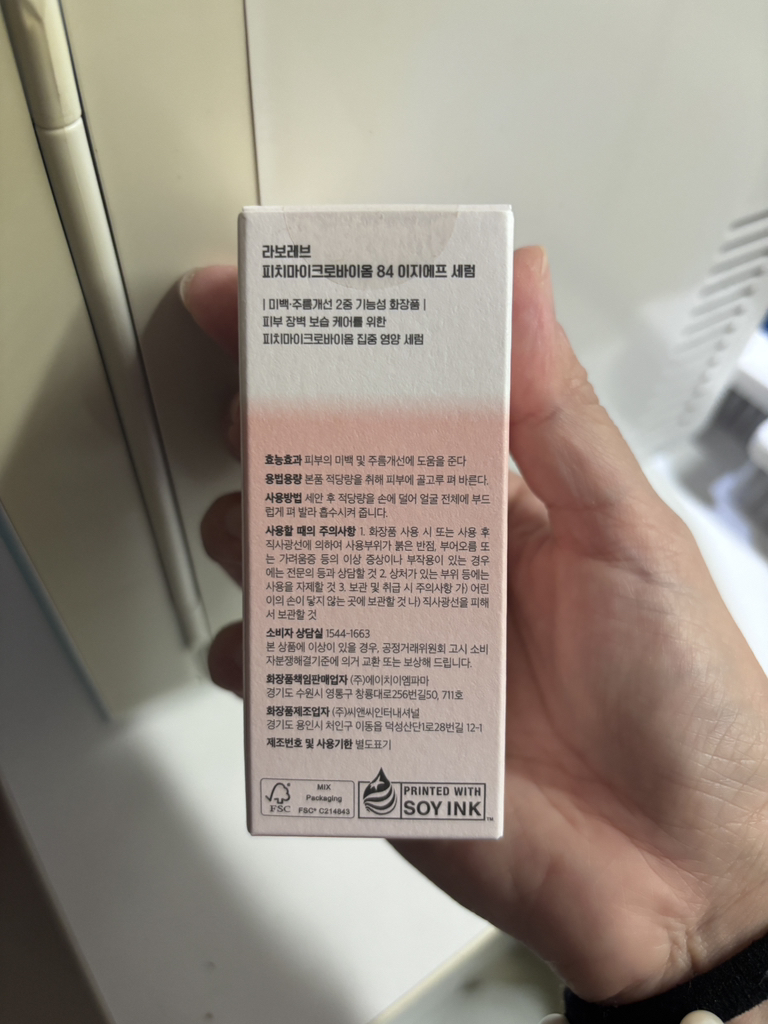 라보레브
피치마이크로바이옴 84 이지에프 세럼
| 미백·주름개선 2중 기능성 화장품 |
피부 장벽 보습 케어를 위한
피치마이크로바이옴 집중 영양 세럼
효능효과 피부의 미백 및 주름개선에 도움을 준다
용법용량 본품 적당량을 취해 피부에 골고루 펴 바른다.
사용방법 세안 후 적당량을 손에 덜어 얼굴 전체에 부드
럽게 펴 발라 흡수시켜 줍니다.
사용할 때의 주의사항 1. 화장품 사용 시 또는 사용 후
직사광선에 의하여 사용부위가 붉은 반점, 부어오름 또
는 가려움증 등의 이상 증상이나 부작용이 있는 경우
에는 전문의 등과 상담할 것 2. 상처가 있는 부위 등에는
사용을 자제할 것 3. 보관 및 취급 시 주의사항 가) 어린
이의 손이 닿지 않는 곳에 보관할 것 나) 직사광선을 피해
서 보관할 것
소비자 상담실 1544-1663
본 상품에 이상이 있을 경우, 공정거래위원회 고시 소비
자분쟁해결기준에 의거 교환 또는 보상해 드립니다.
화장품책임판매업자 (주)에이치이엠파마
경기도 수원시 영통구 창룡대로256번길50, 711호
화장품제조업자 (주)씨앤씨인터내셔널
경기도 용인시 처인구 이동읍 덕성산단1로28번길 12-1
제조번호 및 사용기한 별도표기
FSC
MIX
Packaging
FSC® C214843
PRINTED WITH
SOY INK™